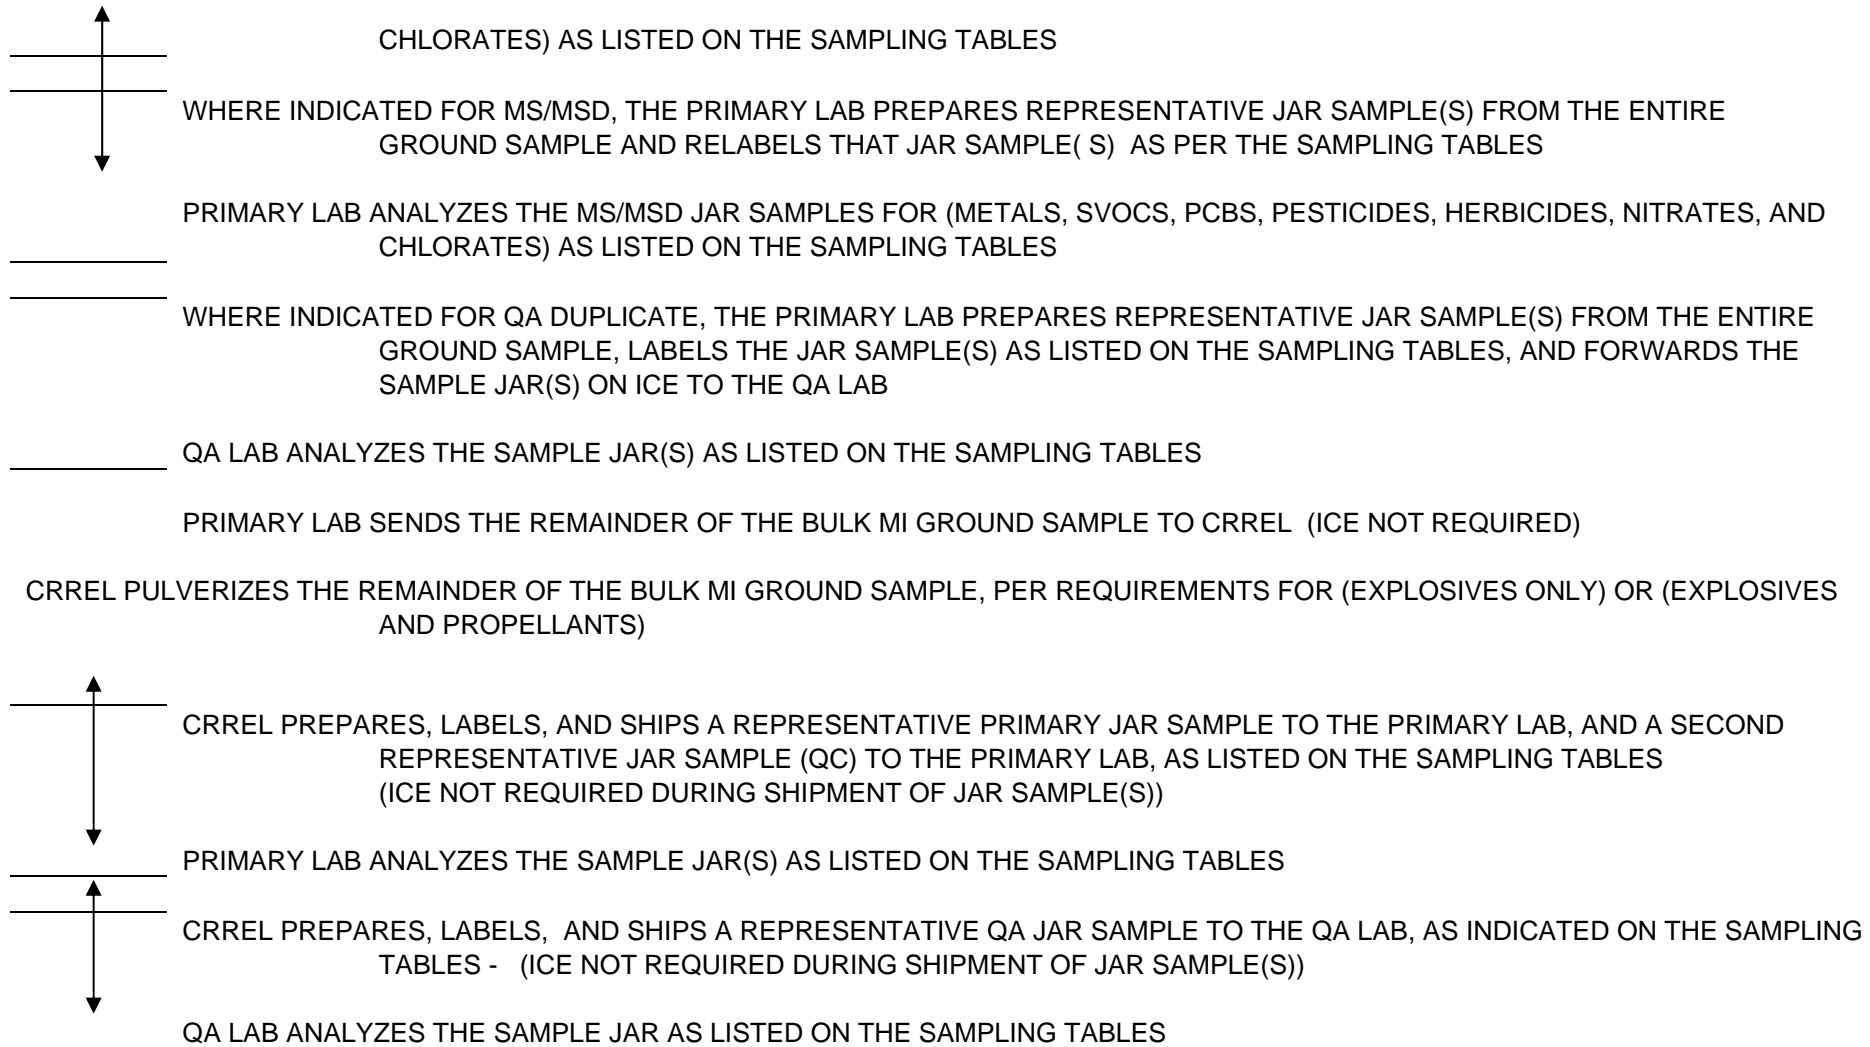 CHLORATES) AS LISTED ON THE SAMPLING TABLES
WHERE INDICATED FOR MS/MSD, THE PRIMARY LAB PREPARES REPRESENTATIVE JAR SAMPLE(S) FROM THE ENTIRE
GROUND SAMPLE AND RELABELS THAT JAR SAMPLE( S) AS PER THE SAMPLING TABLES
PRIMARY LAB ANALYZES THE MS/MSD JAR SAMPLES FOR (METALS, SVOCS, PCBS, PESTICIDES, HERBICIDES, NITRATES, AND
CHLORATES) AS LISTED ON THE SAMPLING TABLES
WHERE INDICATED FOR QA DUPLICATE, THE PRIMARY LAB PREPARES REPRESENTATIVE JAR SAMPLE(S) FROM THE ENTIRE
GROUND SAMPLE, LABELS THE JAR SAMPLE(S) AS LISTED ON THE SAMPLING TABLES, AND FORWARDS THE
SAMPLE JAR(S) ON ICE TO THE QA LAB
QA LAB ANALYZES THE SAMPLE JAR(S) AS LISTED ON THE SAMPLING TABLES
PRIMARY LAB SENDS THE REMAINDER OF THE BULK MI GROUND SAMPLE TO CRREL (ICE NOT REQUIRED)
CRREL PULVERIZES THE REMAINDER OF THE BULK MI GROUND SAMPLE, PER REQUIREMENTS FOR (EXPLOSIVES ONLY) OR (EXPLOSIVES
AND PROPELLANTS)
CRREL PREPARES, LABELS, AND SHIPS A REPRESENTATIVE PRIMARY JAR SAMPLE TO THE PRIMARY LAB, AND A SECOND
REPRESENTATIVE JAR SAMPLE (QC) TO THE PRIMARY LAB, AS LISTED ON THE SAMPLING TABLES
(ICE NOT REQUIRED DURING SHIPMENT OF JAR SAMPLE(S))
PRIMARY LAB ANALYZES THE SAMPLE JAR(S) AS LISTED ON THE SAMPLING TABLES
CRREL PREPARES, LABELS, AND SHIPS A REPRESENTATIVE QA JAR SAMPLE TO THE QA LAB, AS INDICATED ON THE SAMPLING
TABLES - (ICE NOT REQUIRED DURING SHIPMENT OF JAR SAMPLE(S))
QA LAB ANALYZES THE SAMPLE JAR AS LISTED ON THE SAMPLING TABLES